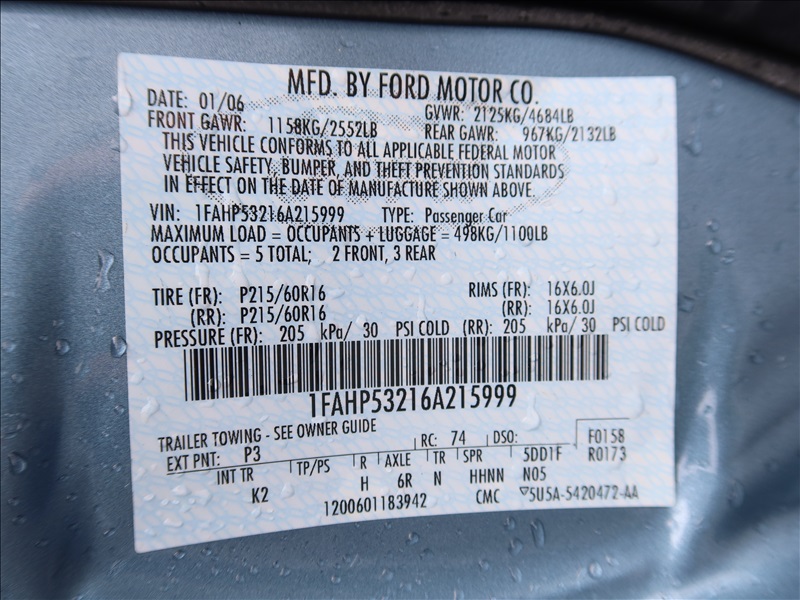 MFD. BY FORD MOTOR CO.
DATE: 01/06 GVWR: 2125KG/4684LB
FRONT GAWR: 1158KG/2552LB REAR GAWR: 967KG/2132LB
THIS VEHICLE CONFORMS TO ALL APPLICABLE FEDERAL MOTOR
VEHICLE SAFETY, BUMPER, AND THEFT PREVENTION STANDARDS
IN EFFECT ON THE DATE OF MANUFACTURE SHOWN ABOVE.
VIN: 1FAHP53216A215999 TYPE: Passenger Car
MAXIMUM LOAD = OCCUPANTS + LUGGAGE = 498KG/1100LB
OCCUPANTS = 5 TOTAL; 2 FRONT, 3 REAR
TIRE (FR): P215/60R16 RIMS (FR): 16X6.0J
(RR): P215/60R16 (RR): 16X6.0J
PRESSURE (FR): 205 kPa/ 30 PSI COLD (RR): 205 kPa/ 30 PSI COLD
1FAHP53216A215999
TRAILER TOWING - SEE OWNER GUIDE
RC: 74 DSO: F0158
EXT PNT: P3 5DD1F R0173
INT TR TP/PS R AXLE TR SPR N05
K2 H 6R N HHNN
1200601183942 CMC ▽5U5A-5420472-AA